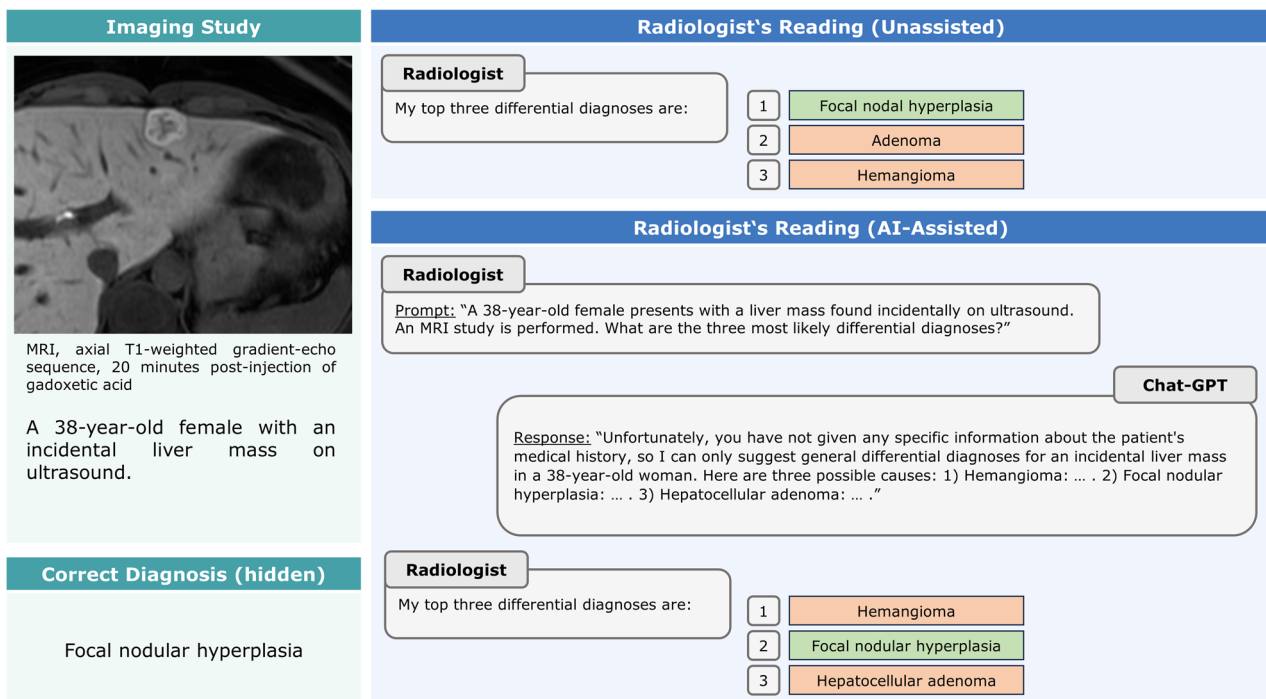 Imaging Study
MRI, axial T1-weighted gradient-echo
sequence, 20 minutes post-injection of
gadoxetic acid
A 38-year-old female with an
incidental liver mass on
ultrasound.
Correct Diagnosis (hidden)
Focal nodular hyperplasia
Radiologist‘s Reading (Unassisted)
Radiologist
My top three differential diagnoses are:
1 Focal nodal hyperplasia
2 Adenoma
3 Hemangioma
Radiologist‘s Reading (AI-Assisted)
Radiologist
Prompt: “A 38-year-old female presents with a liver mass found incidentally on ultrasound.
An MRI study is performed. What are the three most likely differential diagnoses?”
Chat-GPT
Response: “Unfortunately, you have not given any specific information about the patient's
medical history, so I can only suggest general differential diagnoses for an incidental liver mass
in a 38-year-old woman. Here are three possible causes: 1) Hemangioma: … . 2) Focal nodular
hyperplasia: … . 3) Hepatocellular adenoma: … .”
Radiologist
My top three differential diagnoses are:
1 Hemangioma
2 Focal nodular hyperplasia
3 Hepatocellular adenoma